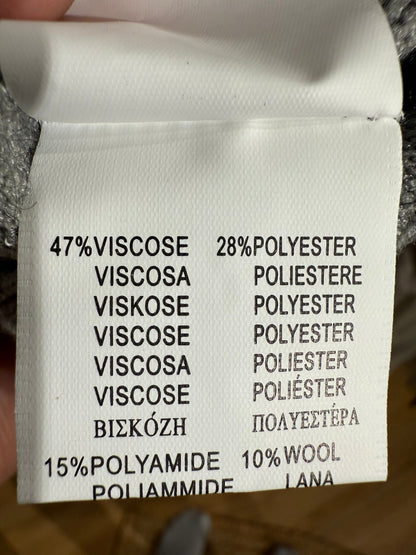 47%VISCOSE 28%POLYESTER
VISCOSA POLIESTERE
VISKOSE POLYESTER
VISCOSE POLYESTER
VISCOSA POLIESTER
VISCOSE POLIÉSTER
ΒΙΣΚΌΖΗ ΠΟΛΥΕΣΤΈΡΑ
15%POLYAMIDE 10%WOOL
POLIAMMIDE LANA